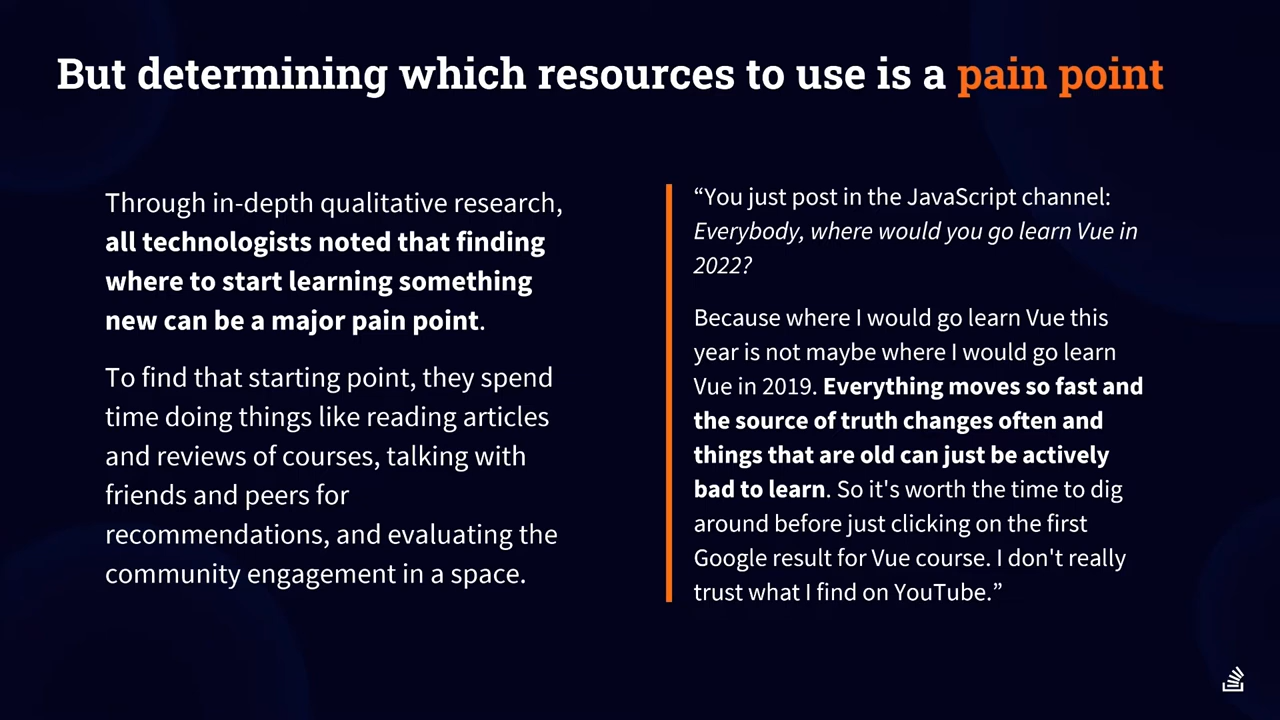 But determining which resources to use is a pain point
Through in-depth qualitative research,
all technologists noted that finding
where to start learning something
new can be a major pain point.
To find that starting point, they spend
time doing things like reading articles
and reviews of courses, talking with
friends and peers for
recommendations, and evaluating the
community engagement in a space.
“You just post in the JavaScript channel:
Everybody, where would you go learn Vue in
2022?
Because where I would go learn Vue this
year is not maybe where I would go learn
Vue in 2019. Everything moves so fast and
the source of truth changes often and
things that are old can just be actively
bad to learn. So it's worth the time to dig
around before just clicking on the first
Google result for Vue course. I don't really
trust what I find on YouTube.”